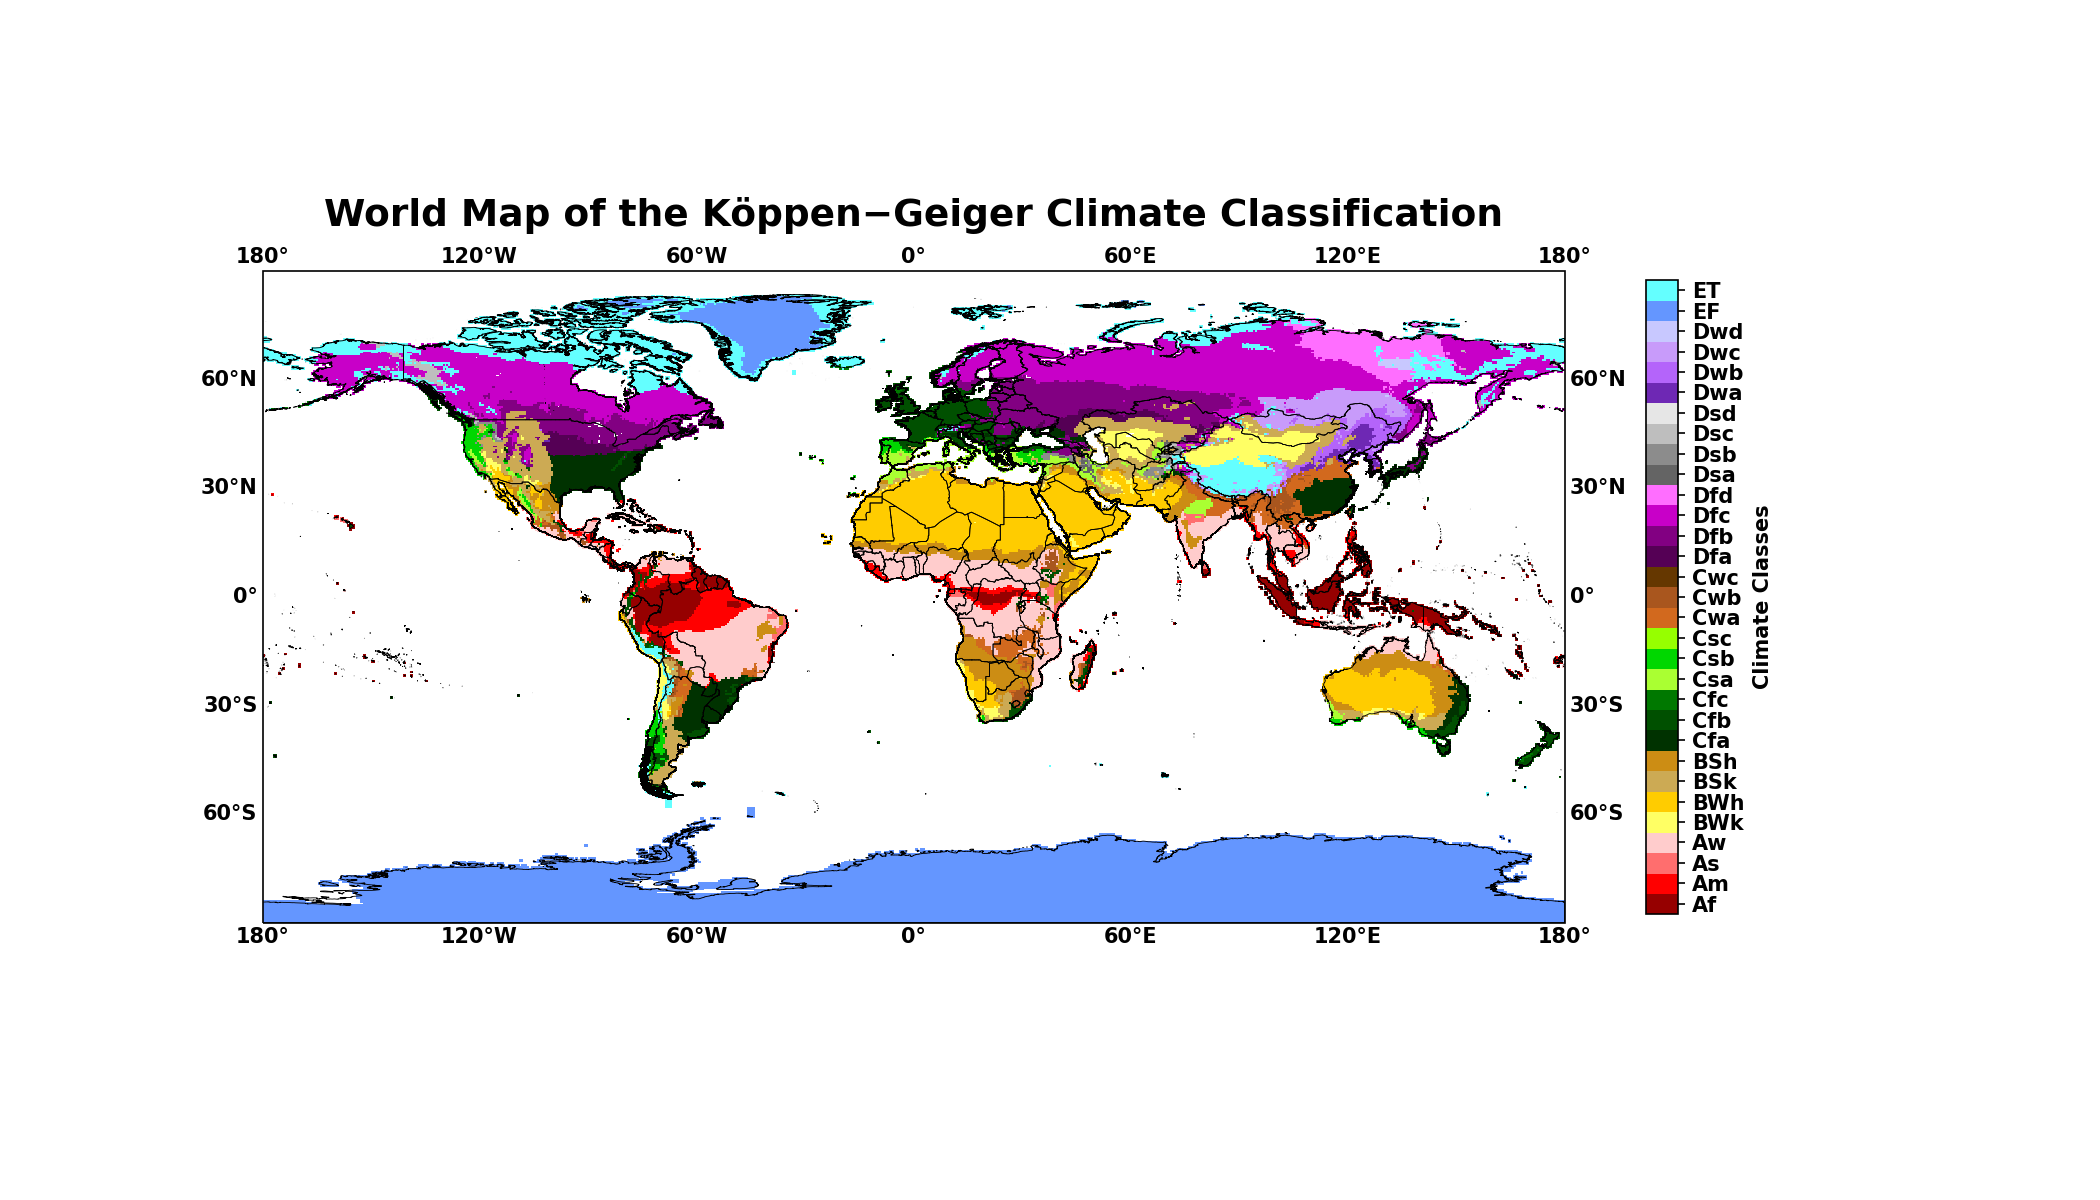 World Map of the Köppen−Geiger Climate Classification
180° 120°W 60°W 0° 60°E 120°E 180°
60°N 60°N
30°N 30°N
0° 0°
30°S 30°S
60°S 60°S
180° 120°W 60°W 0° 60°E 120°E 180°
ET
EF
Dwd
Dwc
Dwb
Dwa
Dsd
Dsc
Dsb
Dsa
Dfd
Dfc
Dfb
Dfa
Cwc
Cwb
Cwa
Csc
Csb
Csa
Cfc
Cfb
Cfa
BSh
BSk
BWh
BWk
Aw
As
Am
Af
Climate Classes